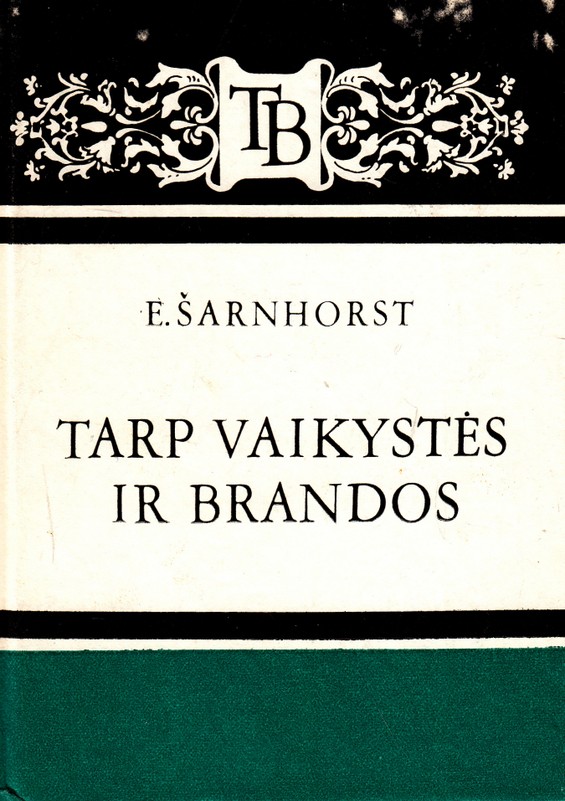 TB
E. ŠARNHORST
TARP VAIKYSTĖS
IR BRANDOS